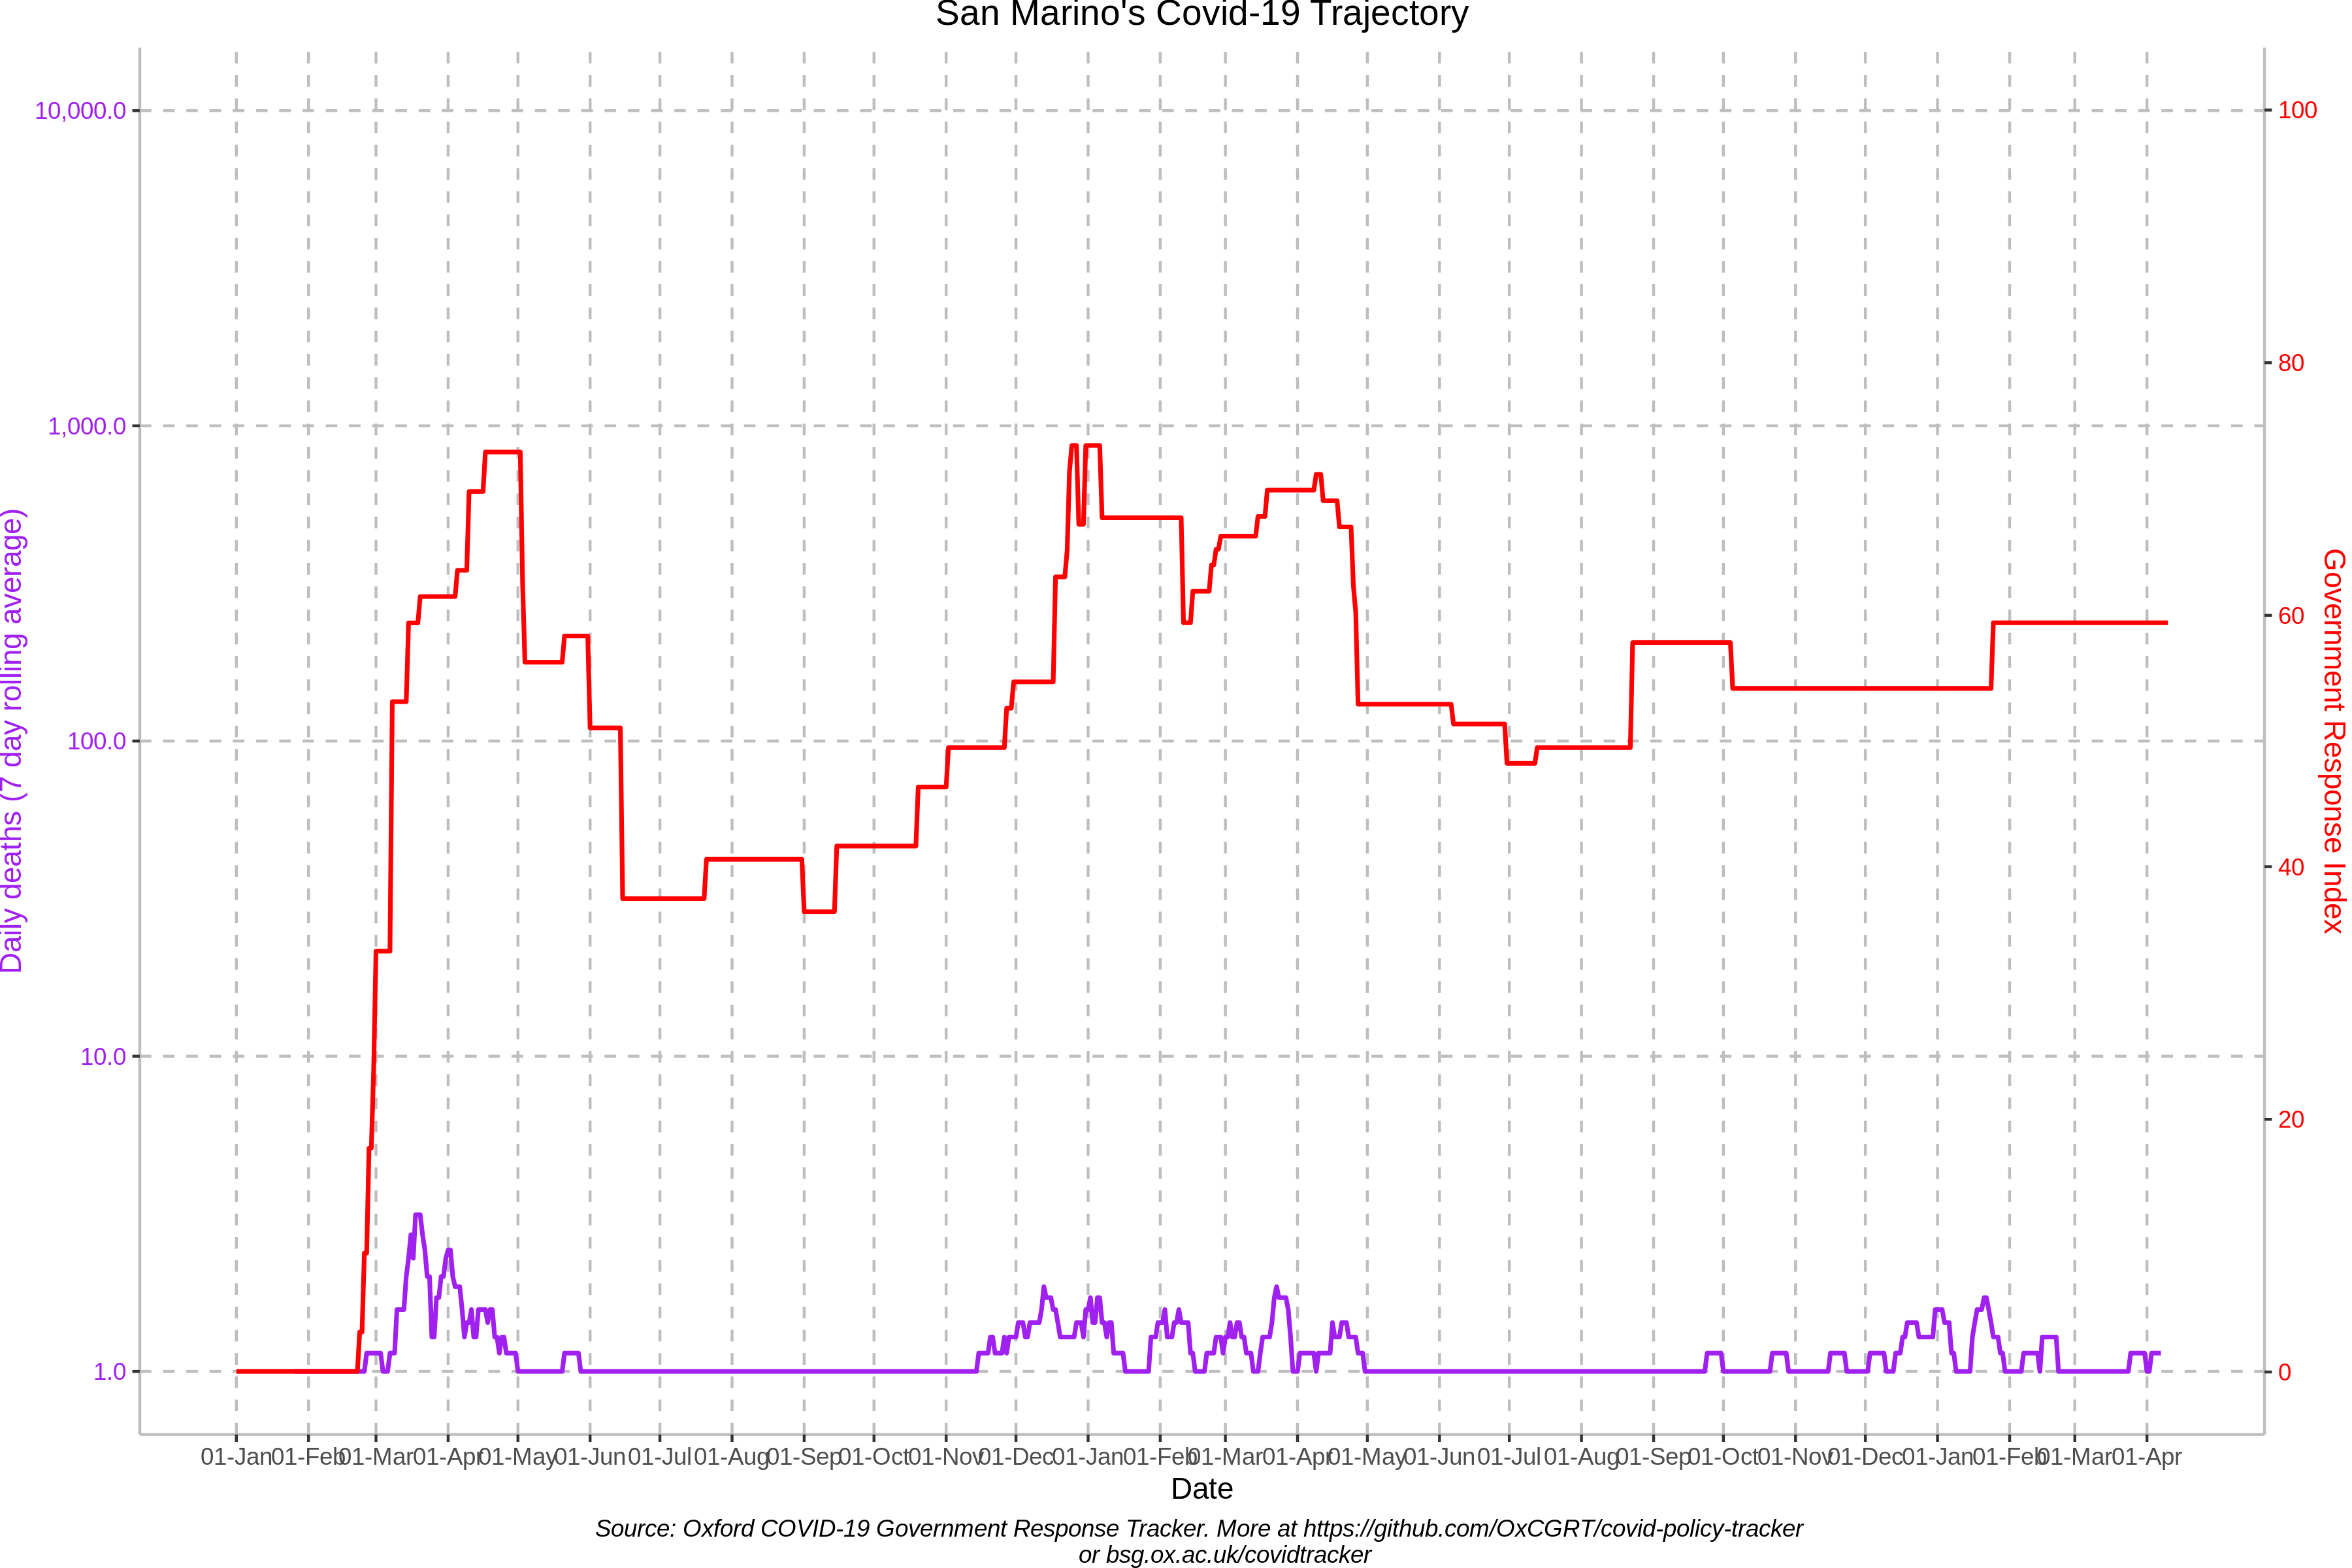 San Marino's Covid-19 Trajectory
10,000.0
1,000.0
100.0
10.0
1.0
Daily deaths (7 day rolling average)
100
80
60
40
20
0
Government Response Index
01-Jan 01-Feb 01-Mar 01-Apr 01-May 01-Jun 01-Jul 01-Aug 01-Sep 01-Oct 01-Nov 01-Dec 01-Jan 01-Feb 01-Mar 01-Apr 01-May 01-Jun 01-Jul 01-Aug 01-Sep 01-Oct 01-Nov 01-Dec 01-Jan 01-Feb 01-Mar 01-Apr
Date
Source: Oxford COVID-19 Government Response Tracker. More at https://github.com/OxCGRT/covid-policy-tracker
or bsg.ox.ac.uk/covidtracker